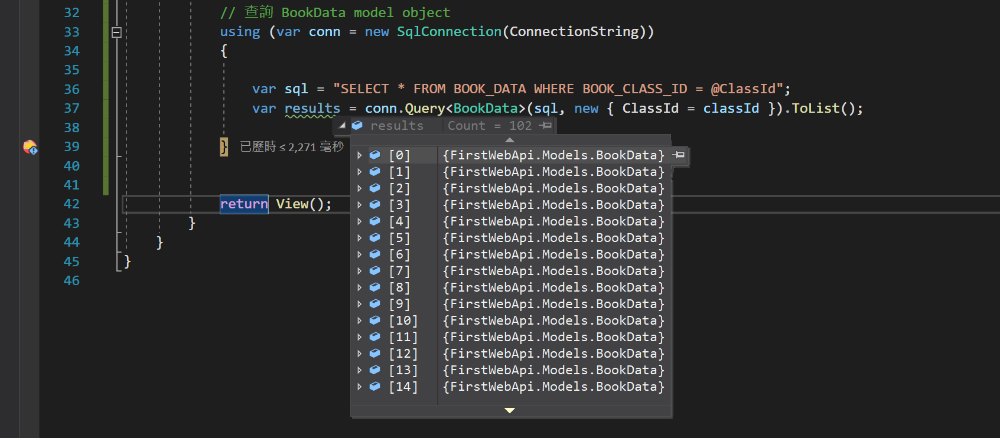 32 // 查詢 BookData model object
33 using (var conn = new SqlConnection(ConnectionString))
34 {
35
36 var sql = "SELECT * FROM BOOK_DATA WHERE BOOK_CLASS_ID = @ClassId";
37 var results = conn.Query<BookData>(sql, new { ClassId = classId }).ToList();
38
results Count = 102
39 } 已歷時 ≤ 2,271 毫秒
[0] {FirstWebApi.Models.BookData}
40
[1] {FirstWebApi.Models.BookData}
41
[2] {FirstWebApi.Models.BookData}
42 return View();
[3] {FirstWebApi.Models.BookData}
43 }
[4] {FirstWebApi.Models.BookData}
44 }
[5] {FirstWebApi.Models.BookData}
45 }
[6] {FirstWebApi.Models.BookData}
46
[7] {FirstWebApi.Models.BookData}
[8] {FirstWebApi.Models.BookData}
[9] {FirstWebApi.Models.BookData}
[10] {FirstWebApi.Models.BookData}
[11] {FirstWebApi.Models.BookData}
[12] {FirstWebApi.Models.BookData}
[13] {FirstWebApi.Models.BookData}
[14] {FirstWebApi.Models.BookData}